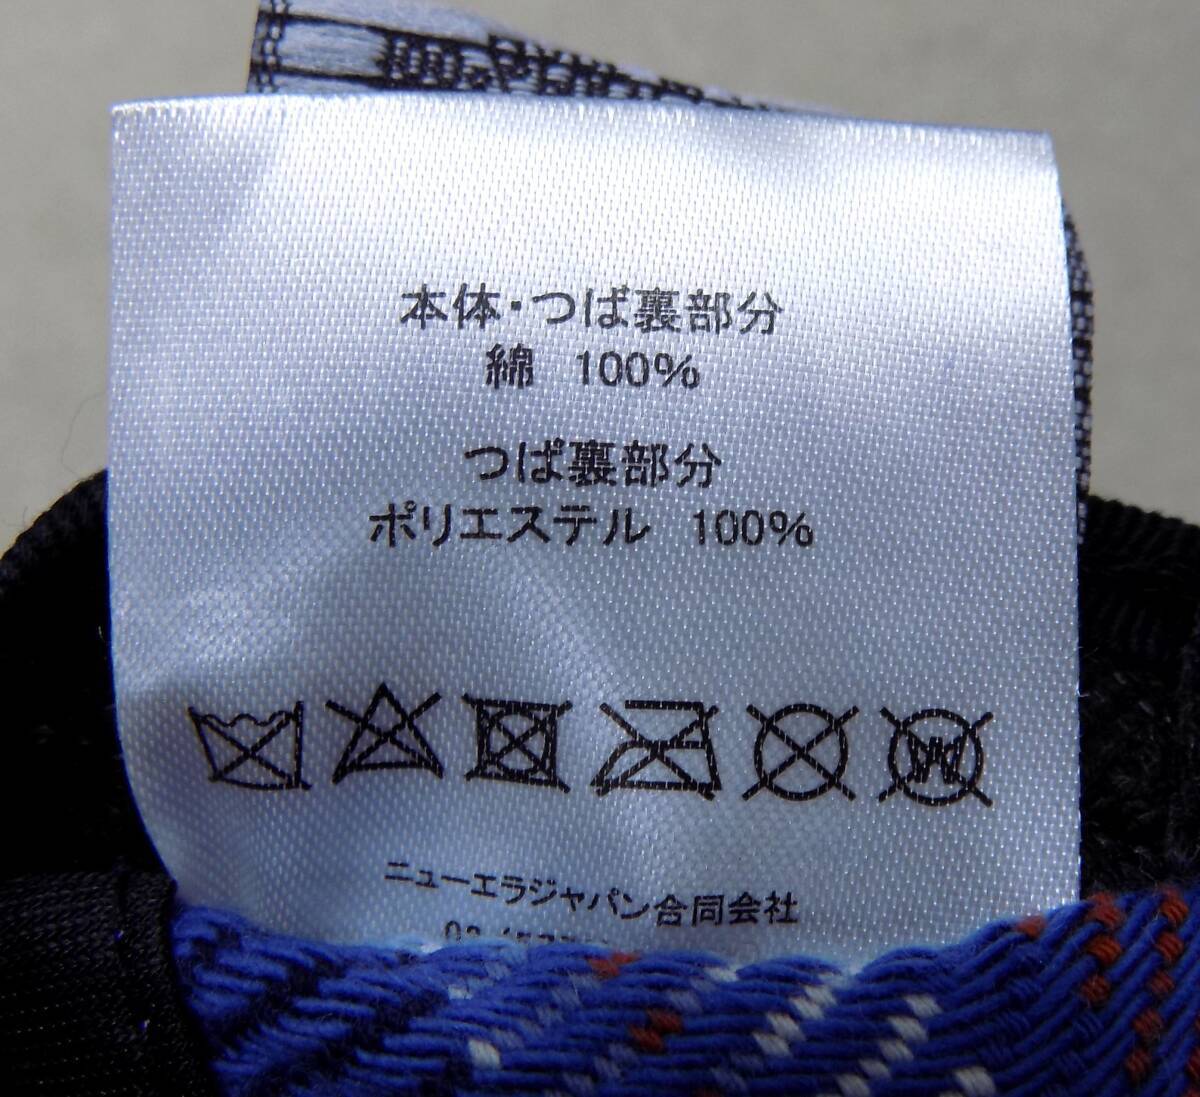 本体・つば裏部分
綿 100%
つば裏部分
ポリエステル 100%
ニューエラジャパン合同会社